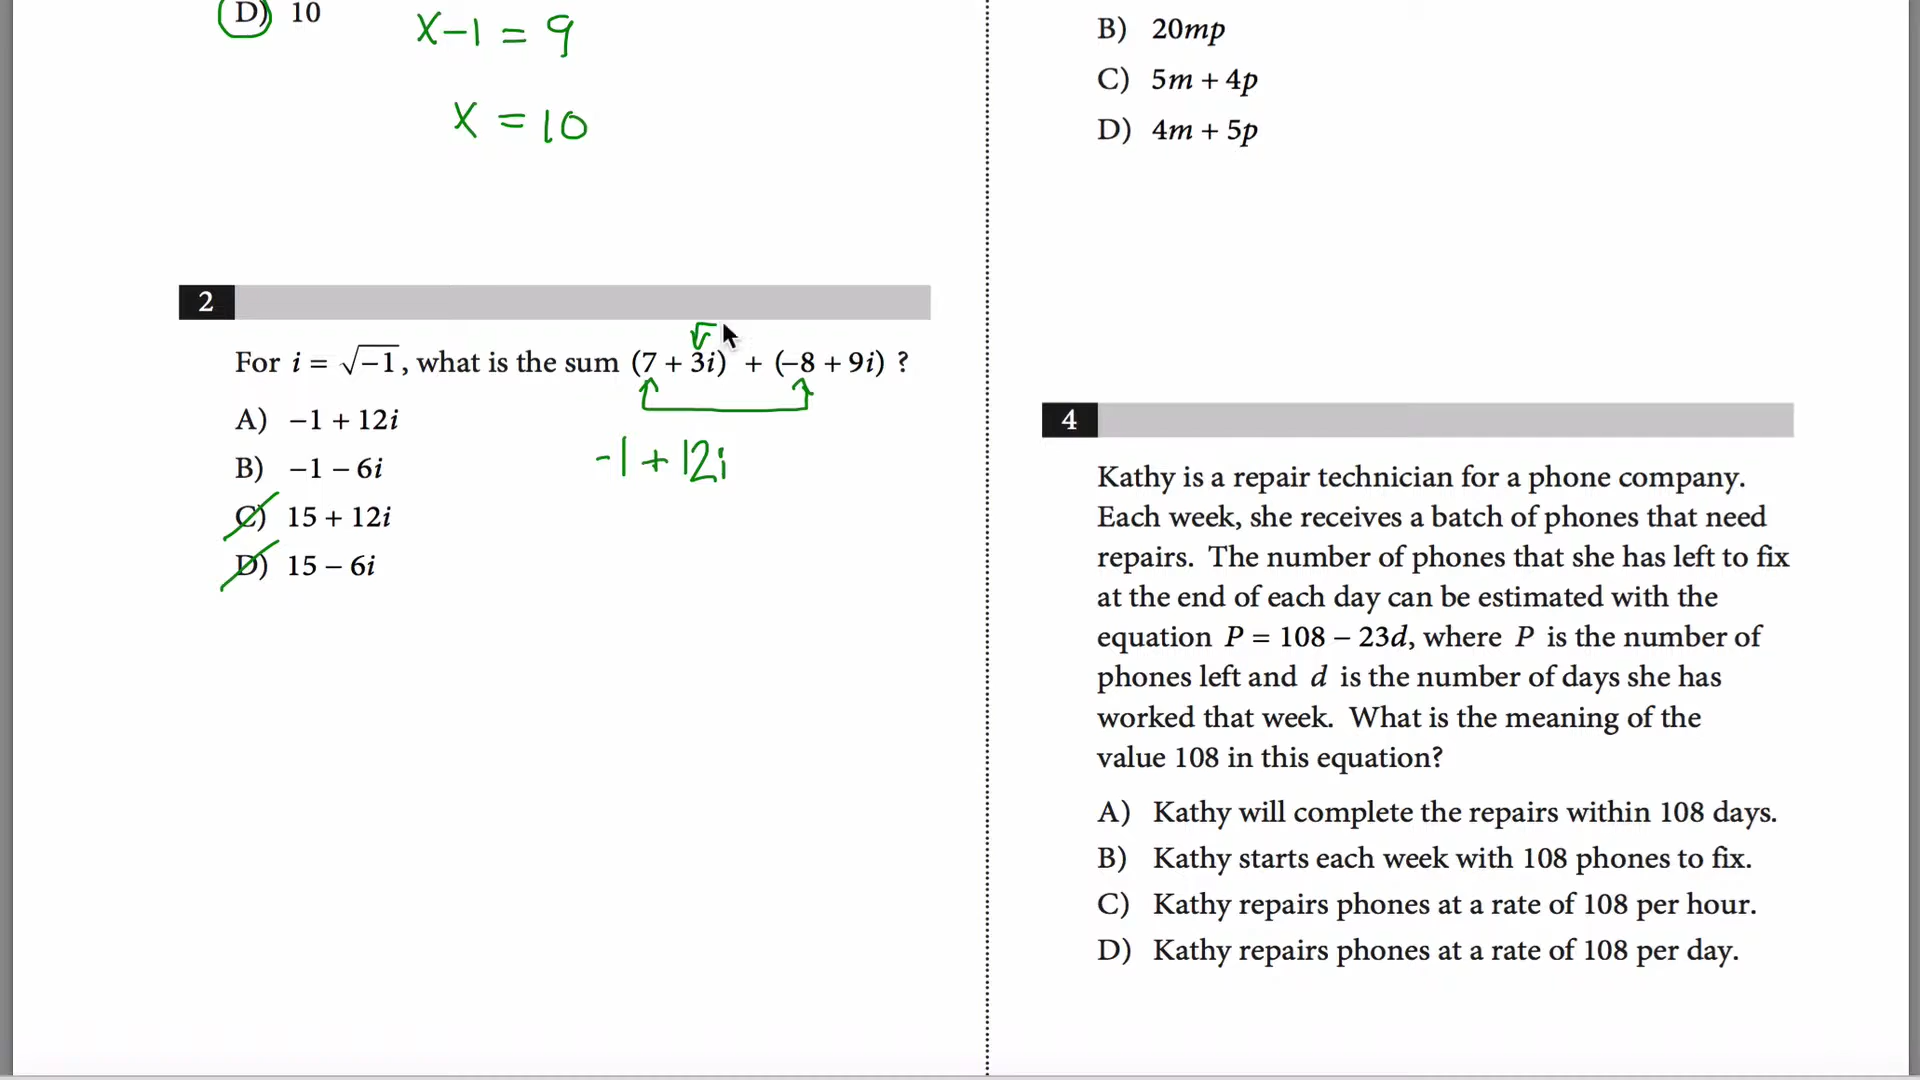 D) 10
x-1 = 9
x = 10
2
For i = √−1, what is the sum (7 + 3i) + (−8 + 9i) ?
A) −1 + 12i
B) −1 − 6i
C) 15 + 12i
D) 15 − 6i
-1 + 12i
B) 20mp
C) 5m + 4p
D) 4m + 5p
4
Kathy is a repair technician for a phone company.
Each week, she receives a batch of phones that need
repairs. The number of phones that she has left to fix
at the end of each day can be estimated with the
equation P = 108 − 23d, where P is the number of
phones left and d is the number of days she has
worked that week. What is the meaning of the
value 108 in this equation?
A) Kathy will complete the repairs within 108 days.
B) Kathy starts each week with 108 phones to fix.
C) Kathy repairs phones at a rate of 108 per hour.
D) Kathy repairs phones at a rate of 108 per day.